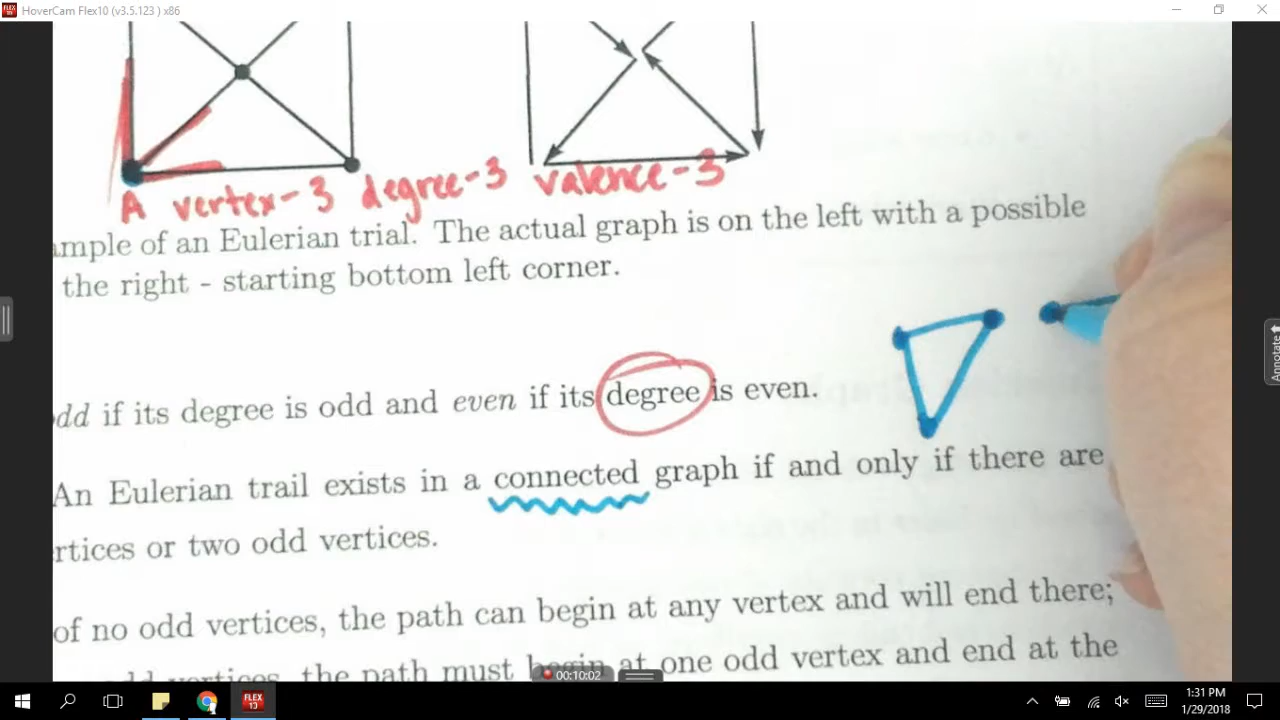 HoverCam Flex10 (v3.5.123 ) x86
A vertex-3 degree-3 valence-3
ample of an Eulerian trial. The actual graph is on the left with a possible
the right - starting bottom left corner.
dd if its degree is odd and even if its degree is even.
An Eulerian trail exists in a connected graph if and only if there are
rtices or two odd vertices.
of no odd vertices, the path can begin at any vertex and will end there;
vertices, the path must begin at one odd vertex and end at the
00:10:02
Annotate
FLEX
1:31 PM
1/29/2018